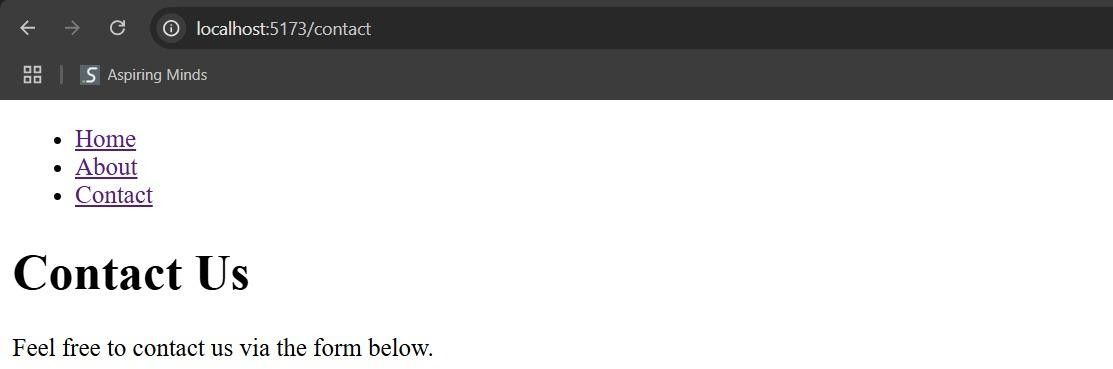 localhost:5173/contact
S Aspiring Minds
Home
About
Contact
Contact Us
Feel free to contact us via the form below.